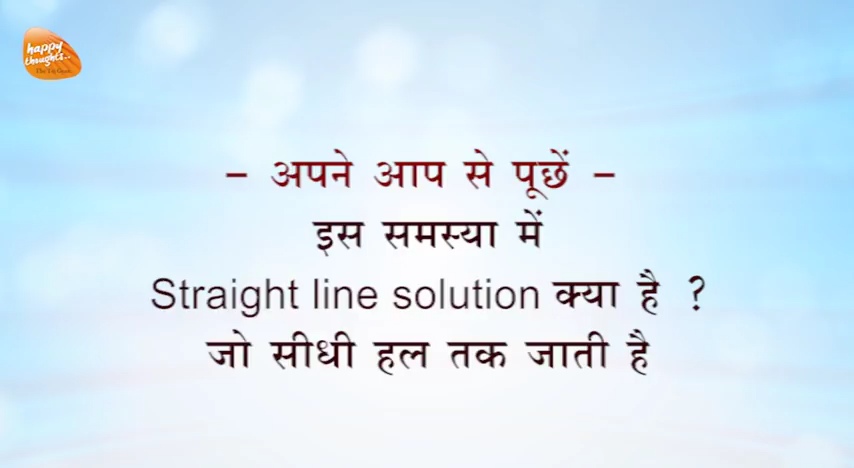 happy
thoughts..
– अपने आप से पूछें –
इस समस्या में
Straight line solution क्या है ?
जो सीधी हल तक जाती है